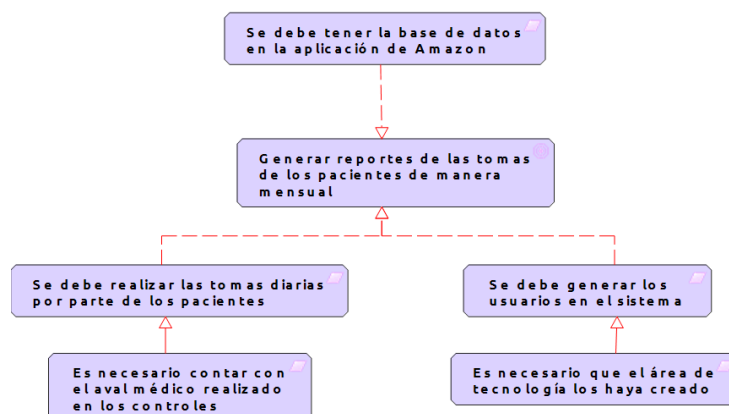 Se debe tener la base de datos
en la aplicación de Amazon
Generar reportes de las tomas
de los pacientes de manera
mensual
Se debe realizar las tomas diarias
por parte de los pacientes
Se debe generar los
usuarios en el sistema
Es necesario contar con
el aval médico realizado
en los controles
Es necesario que el área de
tecnología los haya creado